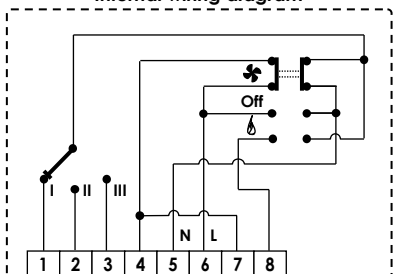 Internal wiring diagram
Off
I II III
N L
1 2 3 4 5 6 7 8